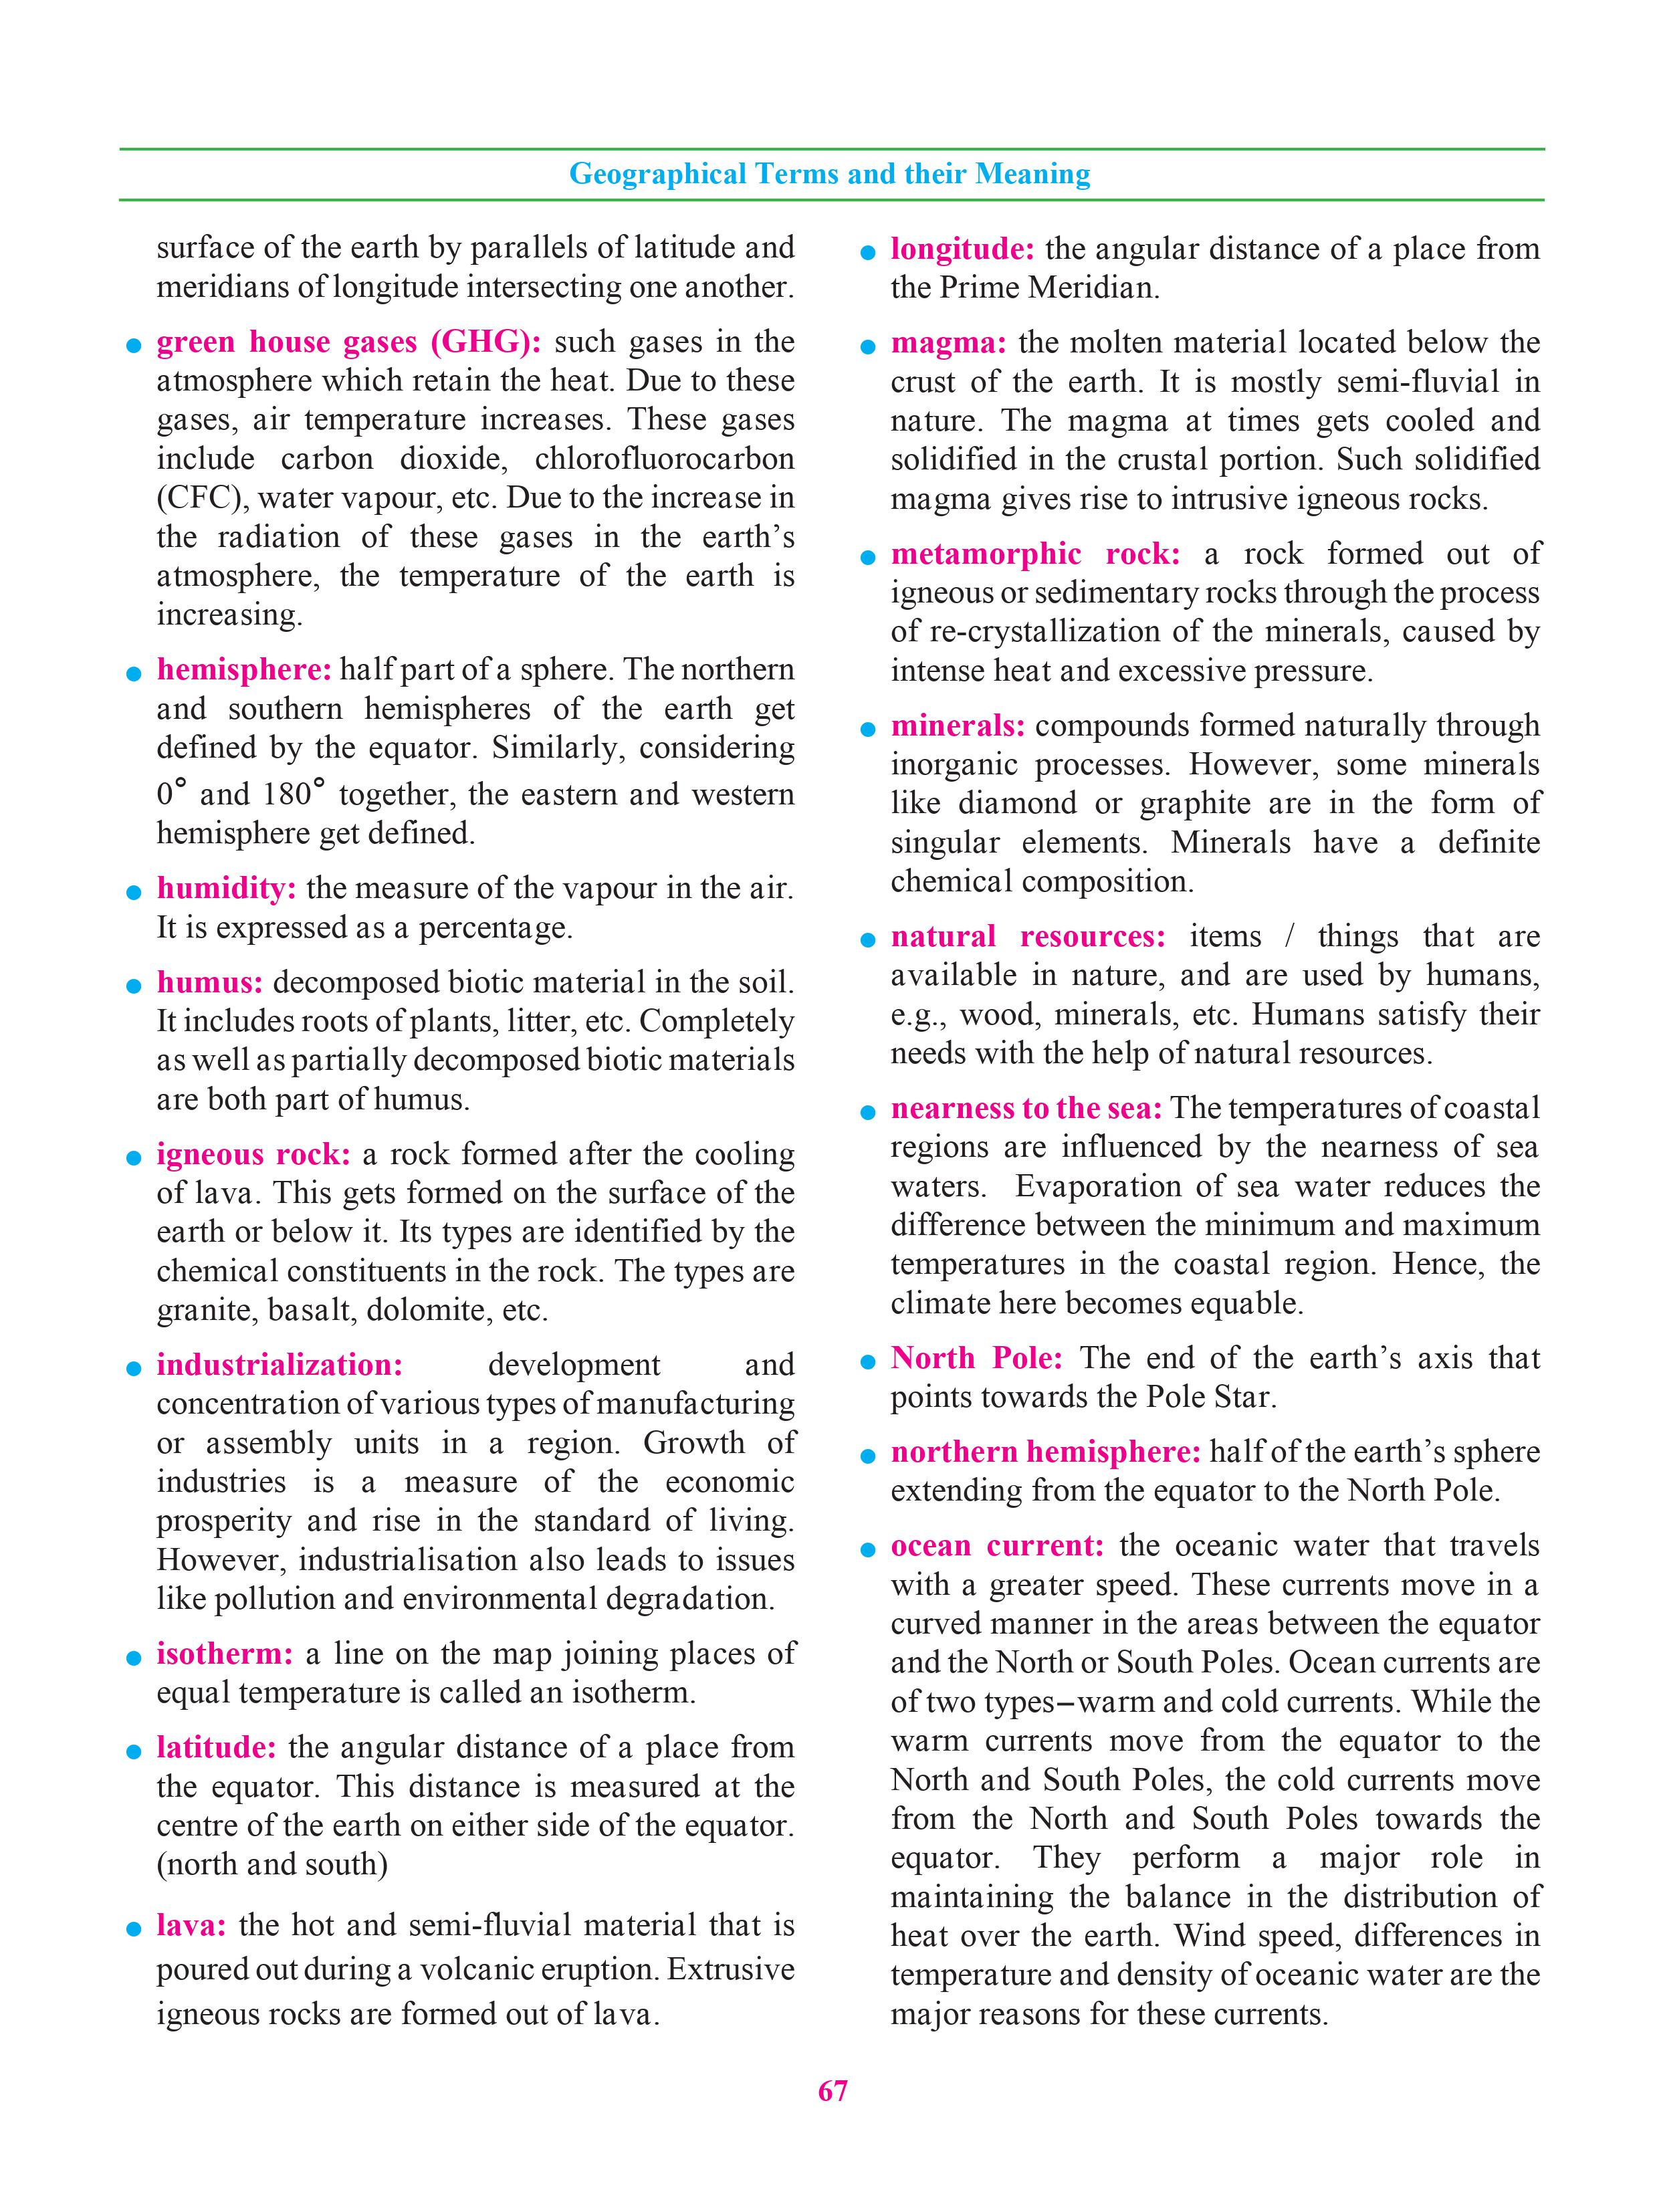 Geographical Terms and their Meaning
surface of the earth by parallels of latitude and
meridians of longitude intersecting one another.
● green house gases (GHG): such gases in the
atmosphere which retain the heat. Due to these
gases, air temperature increases. These gases
include carbon dioxide, chlorofluorocarbon
(CFC), water vapour, etc. Due to the increase in
the radiation of these gases in the earth’s
atmosphere, the temperature of the earth is
increasing.
● hemisphere: half part of a sphere. The northern
and southern hemispheres of the earth get
defined by the equator. Similarly, considering
0° and 180° together, the eastern and western
hemisphere get defined.
● humidity: the measure of the vapour in the air.
It is expressed as a percentage.
● humus: decomposed biotic material in the soil.
It includes roots of plants, litter, etc. Completely
as well as partially decomposed biotic materials
are both part of humus.
● igneous rock: a rock formed after the cooling
of lava. This gets formed on the surface of the
earth or below it. Its types are identified by the
chemical constituents in the rock. The types are
granite, basalt, dolomite, etc.
● industrialization: development and
concentration of various types of manufacturing
or assembly units in a region. Growth of
industries is a measure of the economic
prosperity and rise in the standard of living.
However, industrialisation also leads to issues
like pollution and environmental degradation.
● isotherm: a line on the map joining places of
equal temperature is called an isotherm.
● latitude: the angular distance of a place from
the equator. This distance is measured at the
centre of the earth on either side of the equator.
(north and south)
● lava: the hot and semi-fluvial material that is
poured out during a volcanic eruption. Extrusive
igneous rocks are formed out of lava.
● longitude: the angular distance of a place from
the Prime Meridian.
● magma: the molten material located below the
crust of the earth. It is mostly semi-fluvial in
nature. The magma at times gets cooled and
solidified in the crustal portion. Such solidified
magma gives rise to intrusive igneous rocks.
● metamorphic rock: a rock formed out of
igneous or sedimentary rocks through the process
of re-crystallization of the minerals, caused by
intense heat and excessive pressure.
● minerals: compounds formed naturally through
inorganic processes. However, some minerals
like diamond or graphite are in the form of
singular elements. Minerals have a definite
chemical composition.
● natural resources: items / things that are
available in nature, and are used by humans,
e.g., wood, minerals, etc. Humans satisfy their
needs with the help of natural resources.
● nearness to the sea: The temperatures of coastal
regions are influenced by the nearness of sea
waters. Evaporation of sea water reduces the
difference between the minimum and maximum
temperatures in the coastal region. Hence, the
climate here becomes equable.
● North Pole: The end of the earth’s axis that
points towards the Pole Star.
● northern hemisphere: half of the earth’s sphere
extending from the equator to the North Pole.
● ocean current: the oceanic water that travels
with a greater speed. These currents move in a
curved manner in the areas between the equator
and the North or South Poles. Ocean currents are
of two types–warm and cold currents. While the
warm currents move from the equator to the
North and South Poles, the cold currents move
from the North and South Poles towards the
equator. They perform a major role in
maintaining the balance in the distribution of
heat over the earth. Wind speed, differences in
temperature and density of oceanic water are the
major reasons for these currents.
67